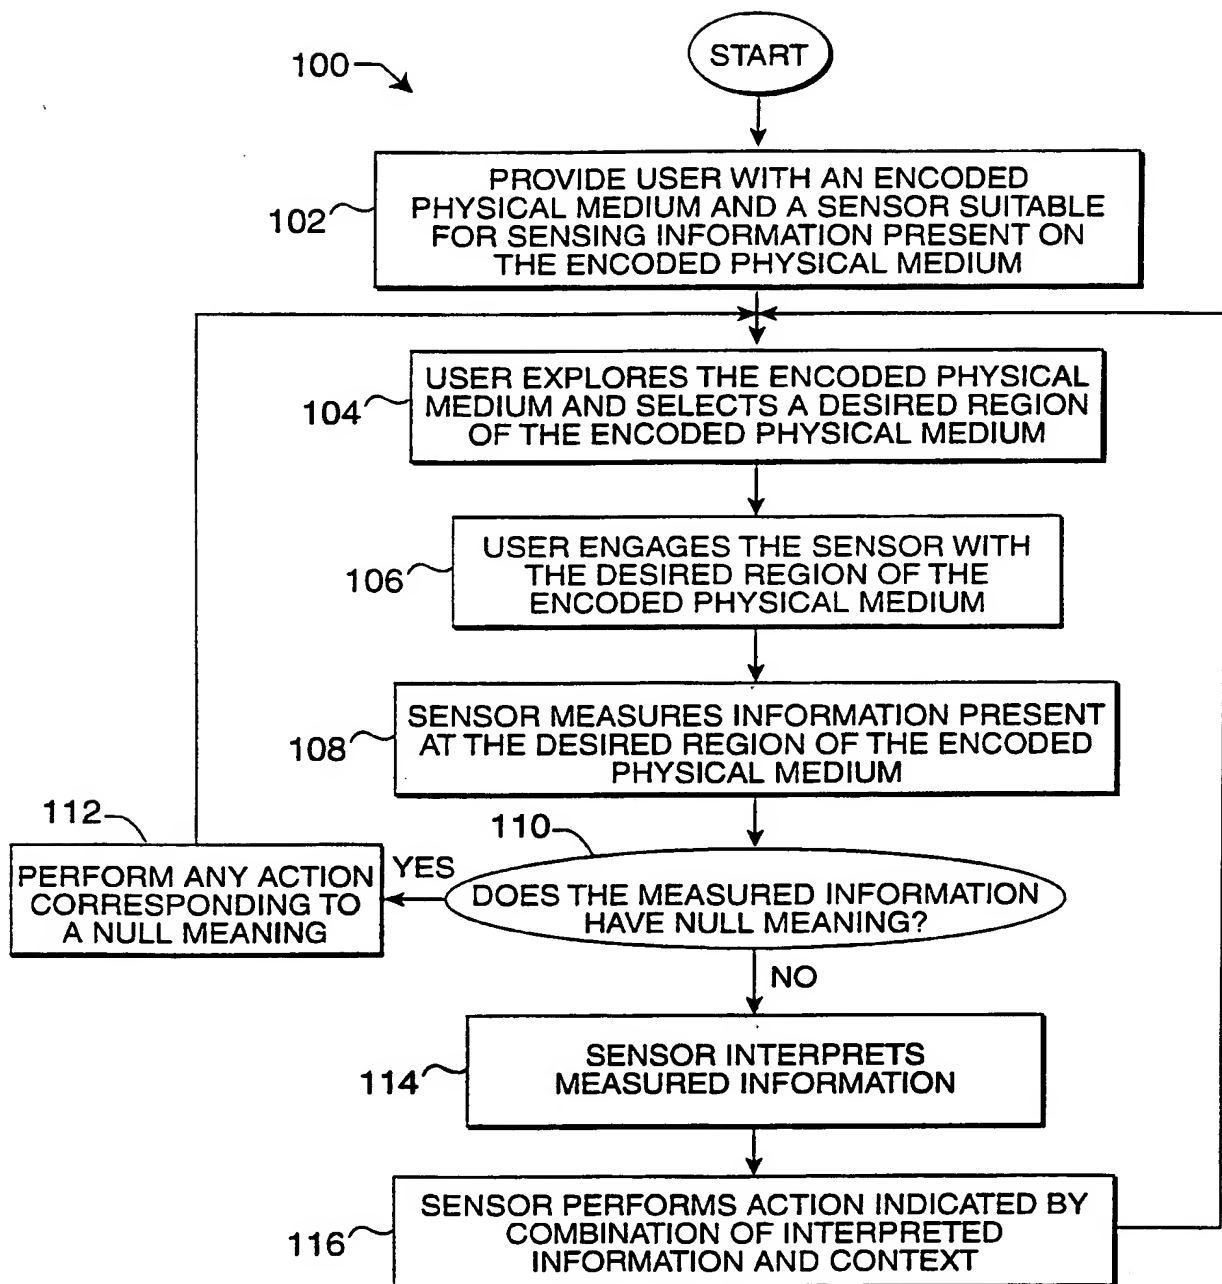 START
100
PROVIDE USER WITH AN ENCODED
PHYSICAL MEDIUM AND A SENSOR SUITABLE
FOR SENSING INFORMATION PRESENT ON
THE ENCODED PHYSICAL MEDIUM
102
USER EXPLORES THE ENCODED PHYSICAL
MEDIUM AND SELECTS A DESIRED REGION
OF THE ENCODED PHYSICAL MEDIUM
104
USER ENGAGES THE SENSOR WITH
THE DESIRED REGION OF THE
ENCODED PHYSICAL MEDIUM
106
SENSOR MEASURES INFORMATION PRESENT
AT THE DESIRED REGION OF THE ENCODED
PHYSICAL MEDIUM
108
112
110
PERFORM ANY ACTION
CORRESPONDING TO
A NULL MEANING
YES
DOES THE MEASURED INFORMATION
HAVE NULL MEANING?
NO
SENSOR INTERPRETS
MEASURED INFORMATION
114
SENSOR PERFORMS ACTION INDICATED BY
COMBINATION OF INTERPRETED
INFORMATION AND CONTEXT
116